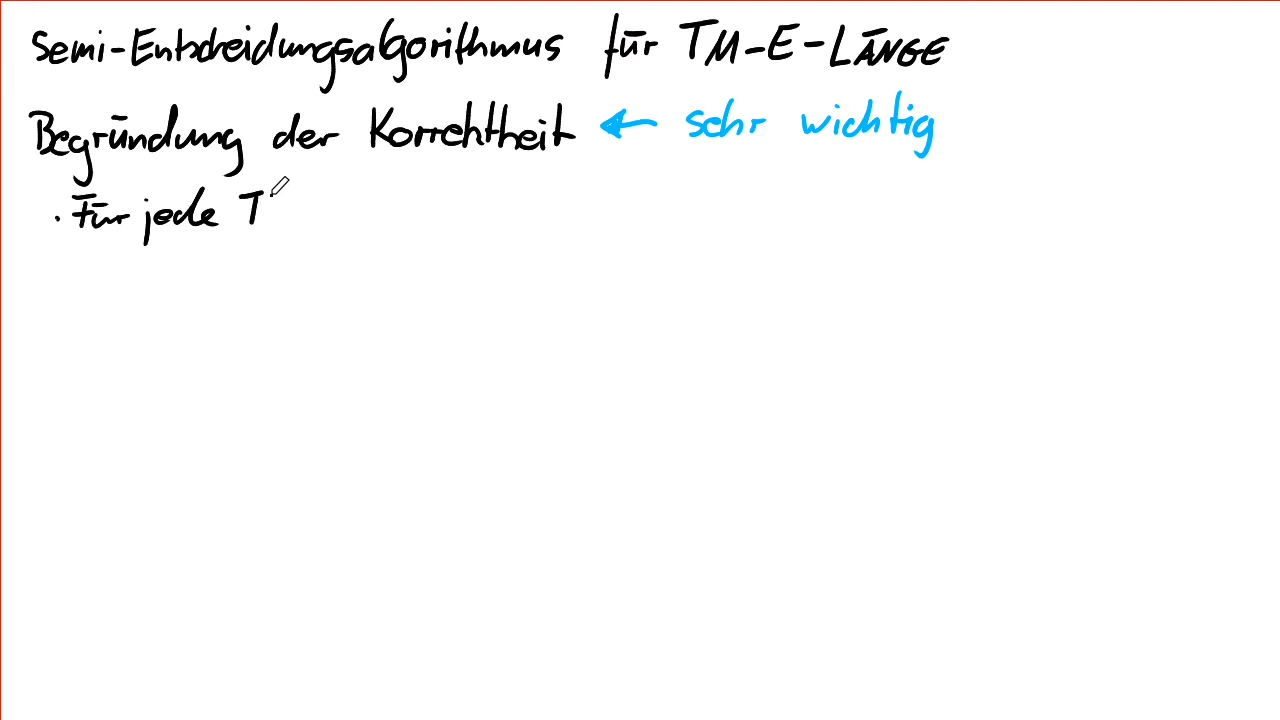 Semi-Entscheidungsalgorithmus für TM-E-LÄNGE
Begründung der Korrektheit ← sehr wichtig
· Für jede T